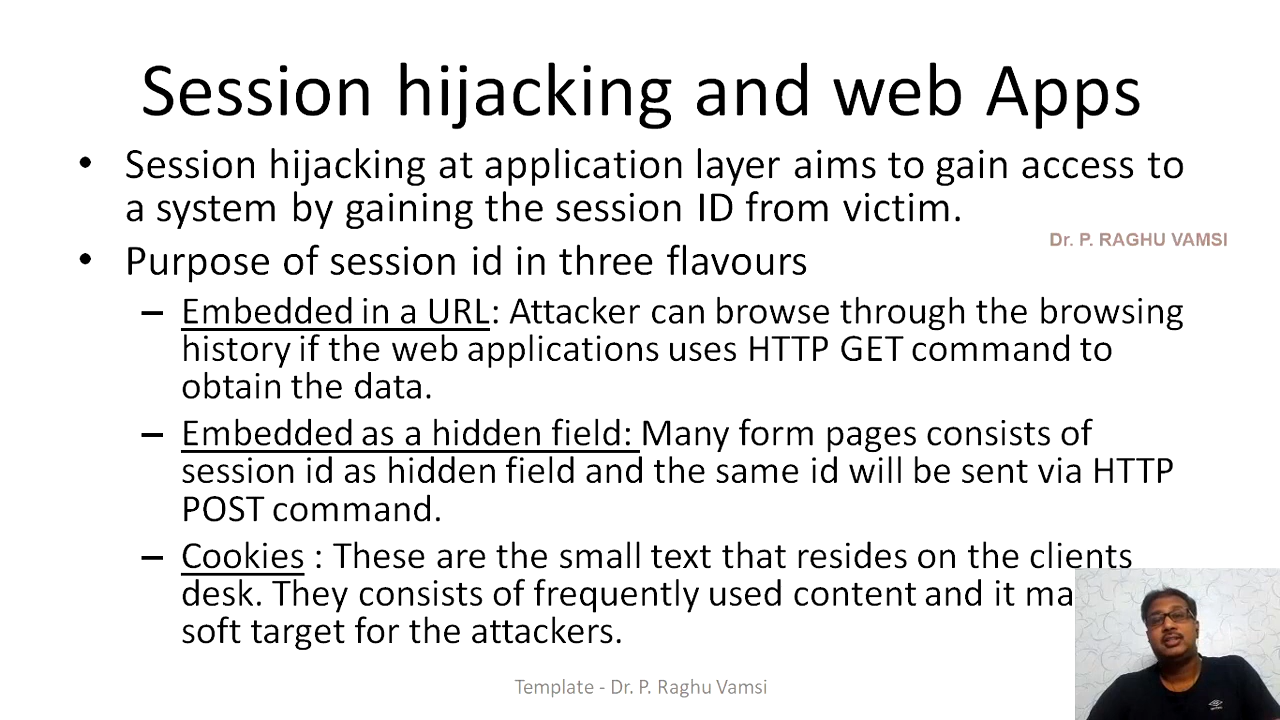 Session hijacking and web Apps
• Session hijacking at application layer aims to gain access to
a system by gaining the session ID from victim.
Dr. P. RAGHU VAMSI
• Purpose of session id in three flavours
– Embedded in a URL: Attacker can browse through the browsing
history if the web applications uses HTTP GET command to
obtain the data.
– Embedded as a hidden field: Many form pages consists of
session id as hidden field and the same id will be sent via HTTP
POST command.
– Cookies : These are the small text that resides on the clients
desk. They consists of frequently used content and it
soft target for the attackers.
Template - Dr. P. Raghu Vamsi